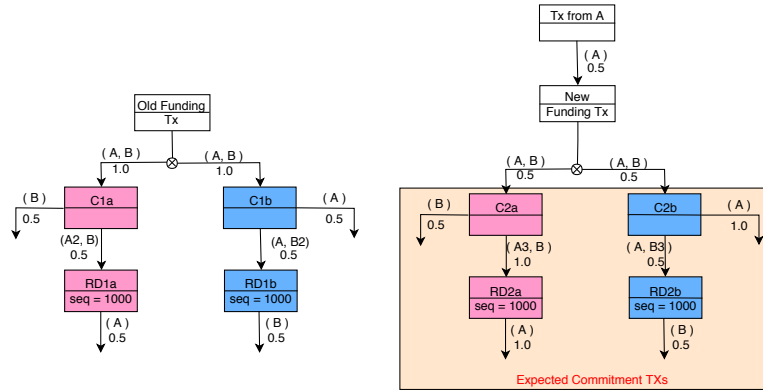 Tx from A
( A )
0.5
New
Funding Tx
Old Funding
Tx
( A, B )
1.0
( A, B )
1.0
( A, B )
0.5
( A, B )
0.5
( B )
0.5
C1a
C1b
( A )
0.5
( B )
0.5
C2a
C2b
( A )
1.0
(A2, B)
0.5
(A, B2)
0.5
(A3, B )
1.0
(A, B3)
0.5
RD1a
seq = 1000
RD1b
seq = 1000
RD2a
seq = 1000
RD2b
seq = 1000
( A )
0.5
( B )
0.5
( A )
1.0
( B )
0.5
Expected Commitment TXs